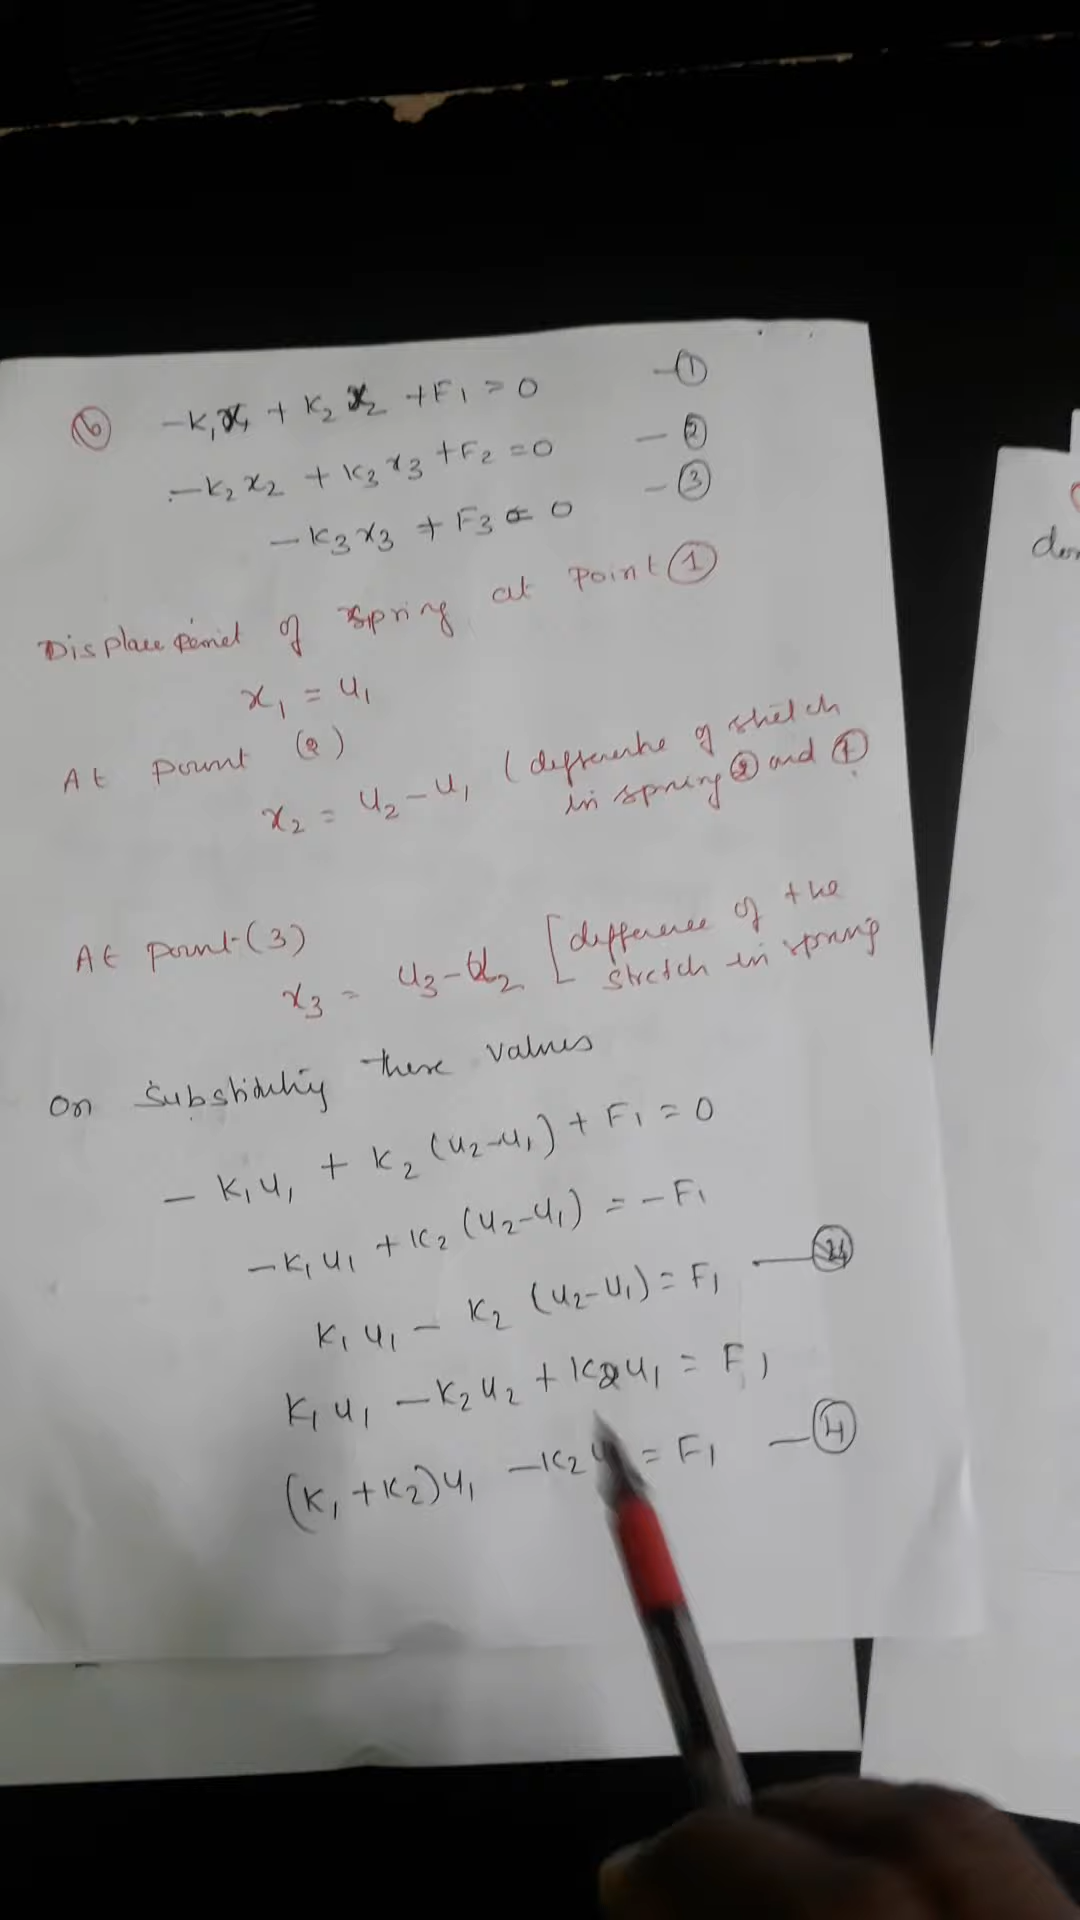 ⑥ -K₁x₁ + K₂x₂ + F₁ = 0 —①
-K₂x₂ + K₃x₃ + F₂ = 0 —②
-K₃x₃ + F₃ = 0 —③
Displacement of spring at point ①
x₁ = u₁
At point (2)
x₂ = u₂-u₁ (difference of stretch
in spring ② and ①
At point (3)
x₃ = u₃-u₂ [difference of the
stretch in spring
On Substituting these values
- K₁u₁ + K₂(u₂-u₁) + F₁ = 0
-K₁u₁ + K₂(u₂-u₁) = -F₁
K₁u₁ - K₂(u₂-u₁) = F₁
K₁u₁ - K₂u₂ + K₂u₁ = F₁
(K₁+K₂)u₁ - K₂u = F₁ —④